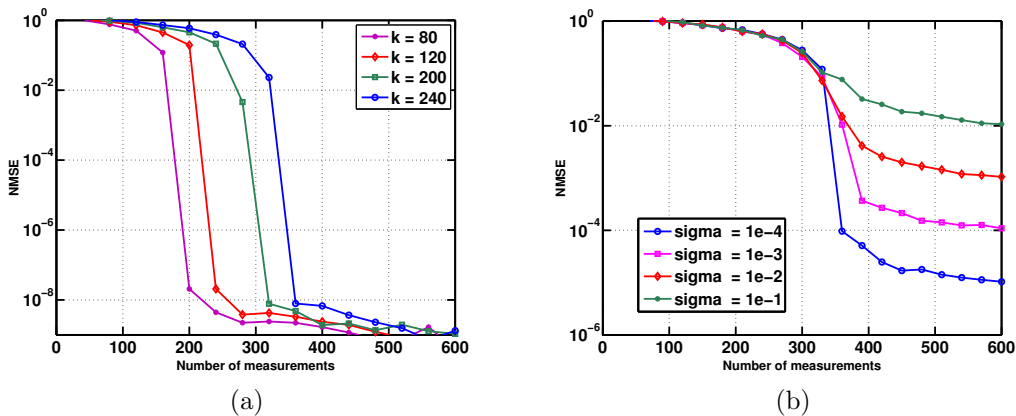 10^0
10^−2
10^−4
10^−6
10^−8
NMSE
k = 80
k = 120
k = 200
k = 240
0 100 200 300 400 500 600
Number of measurements
(a)
10^0
10^−2
10^−4
10^−6
NMSE
sigma = 1e−4
sigma = 1e−3
sigma = 1e−2
sigma = 1e−1
0 100 200 300 400 500 600
Number of measurements
(b)